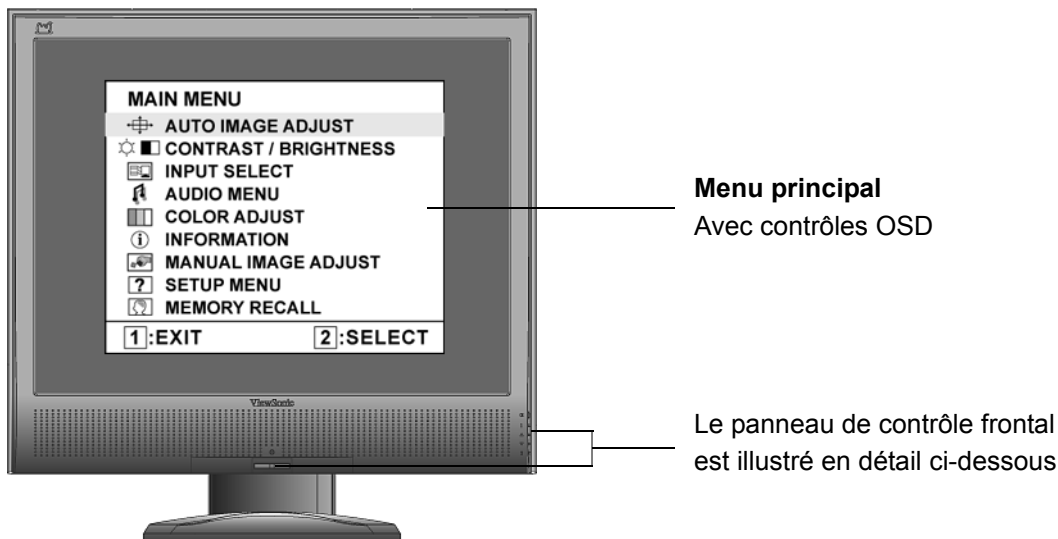 MAIN MENU
AUTO IMAGE ADJUST
CONTRAST / BRIGHTNESS
INPUT SELECT
AUDIO MENU
COLOR ADJUST
INFORMATION
MANUAL IMAGE ADJUST
? SETUP MENU
MEMORY RECALL
1 :EXIT 2 :SELECT
ViewSonic
Menu principal
Avec contrôles OSD
Le panneau de contrôle frontal
est illustré en détail ci-dessous